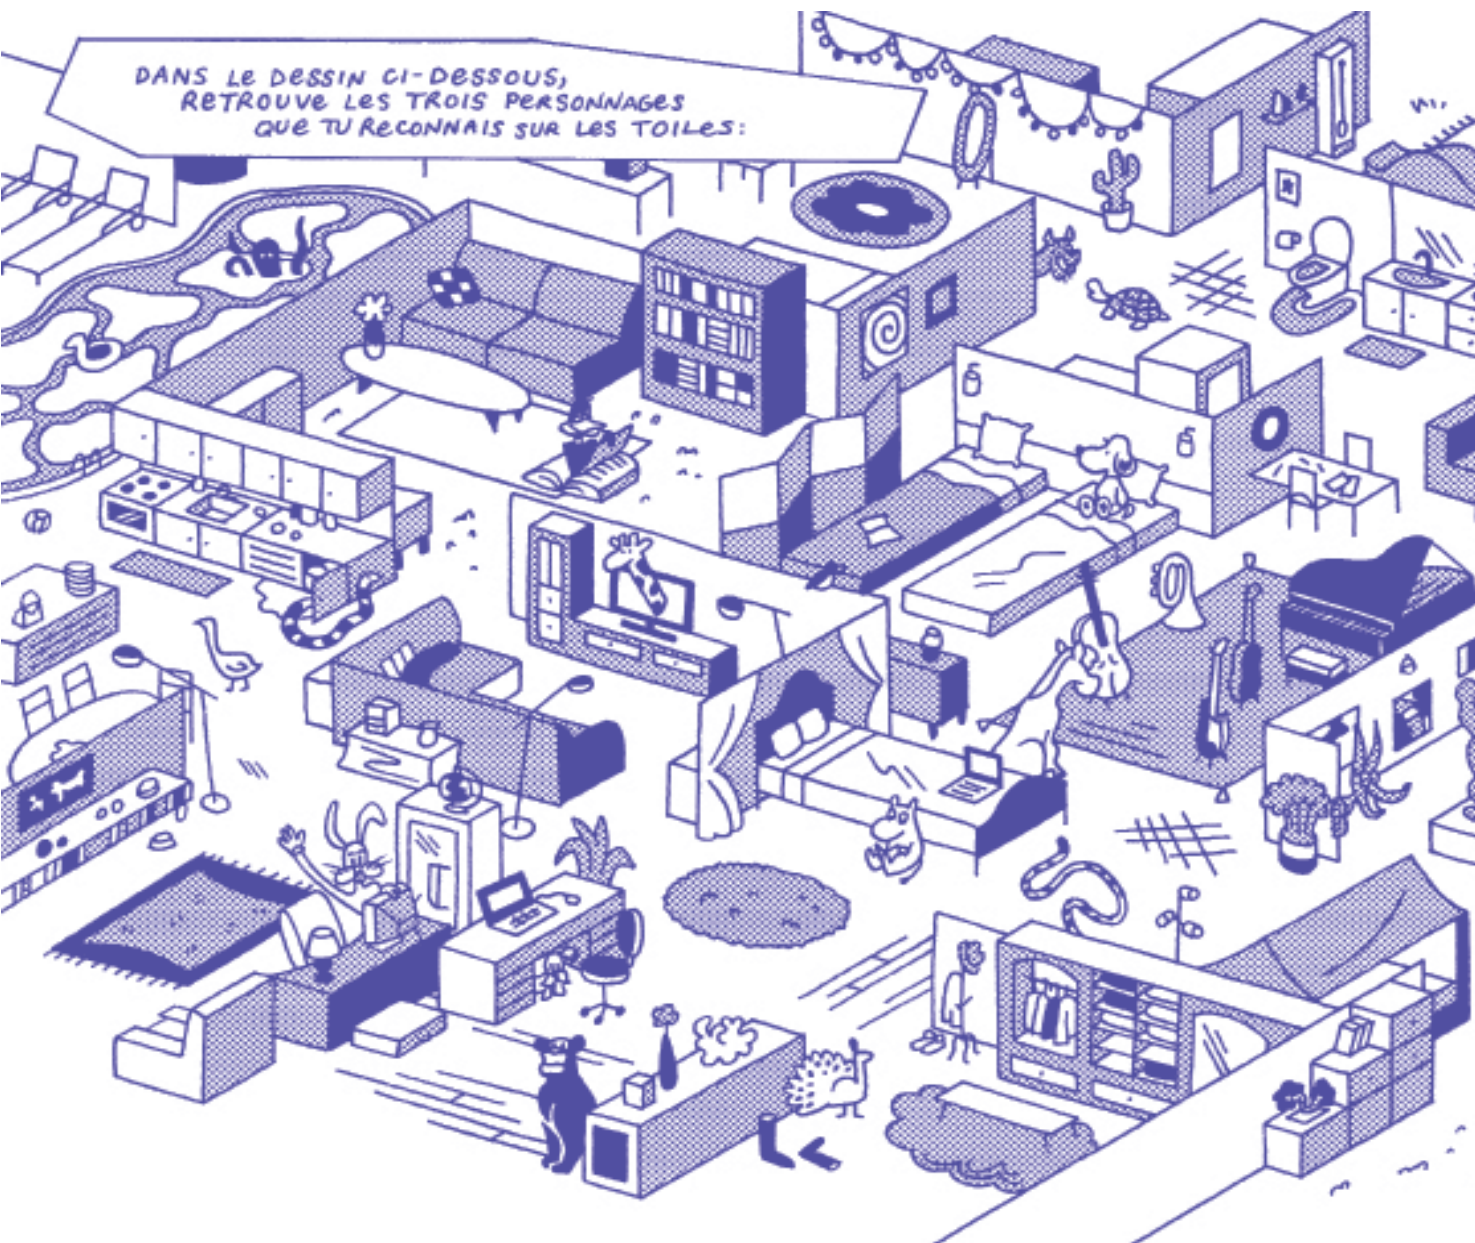 DANS LE DESSIN CI-DESSOUS,
RETROUVE LES TROIS PERSONNAGES
QUE TU RECONNAIS SUR LES TOILES: